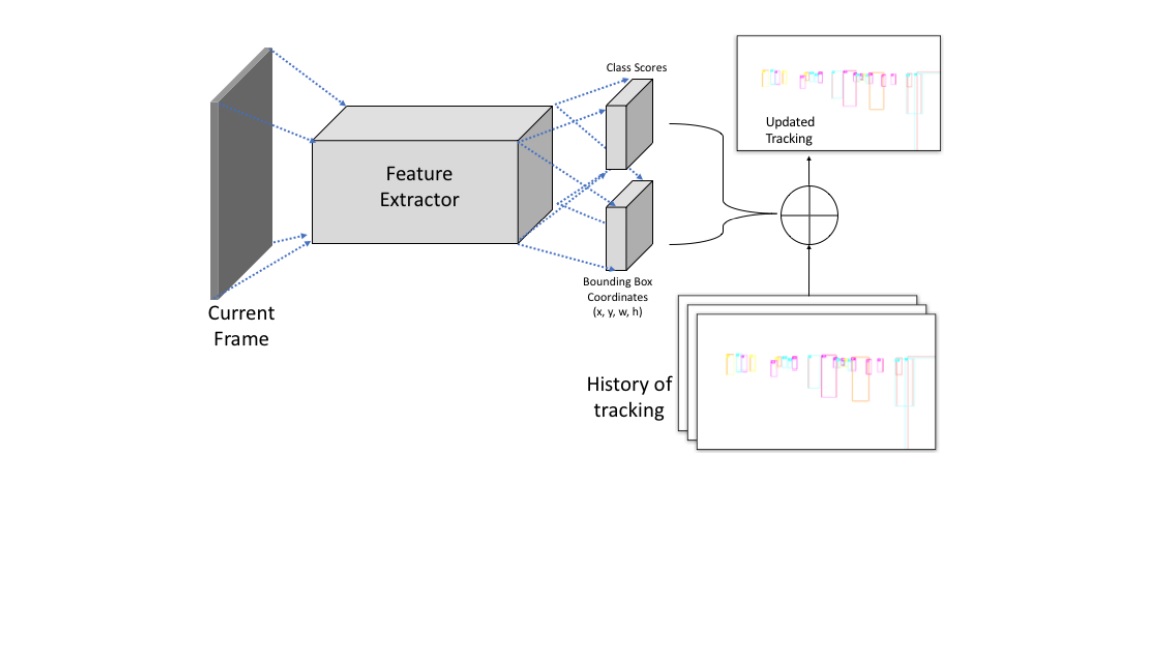 Class Scores
Updated
Tracking
Feature
Extractor
Bounding Box
Coordinates
(x, y, w, h)
Current
Frame
History of
tracking